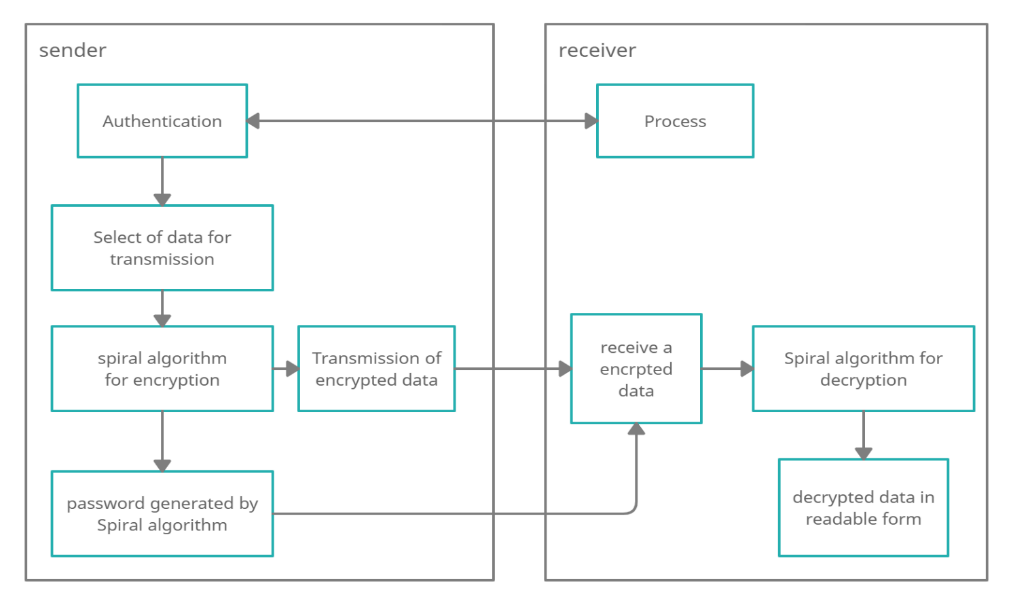 sender
Authentication
Select of data for
transmission
spiral algorithm
for encryption
Transmission of
encrypted data
password generated by
Spiral algorithm
receiver
Process
receive a
encrpted
data
Spiral algorithm for
decryption
decrypted data in
readable form